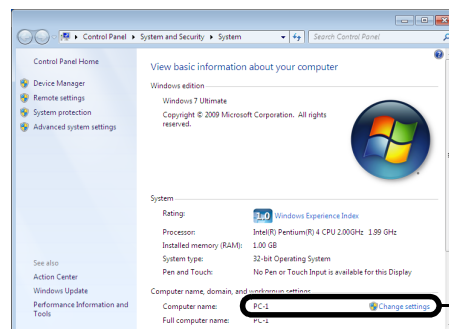 Control Panel ▸ System and Security ▸ System
Search Control Panel
Control Panel Home
Device Manager
Remote settings
System protection
Advanced system settings
See also
Action Center
Windows Update
Performance Information and
Tools
View basic information about your computer
Windows edition
Windows 7 Ultimate
Copyright © 2009 Microsoft Corporation. All rights
reserved.
System
Rating: 1.0 Windows Experience Index
Processor: Intel(R) Pentium(R) 4 CPU 2.00GHz 1.99 GHz
Installed memory (RAM): 1.00 GB
System type: 32-bit Operating System
Pen and Touch: No Pen or Touch Input is available for this Display
Computer name, domain, and workgroup settings
Computer name: PC-1 Change settings
Full computer name: PC-1